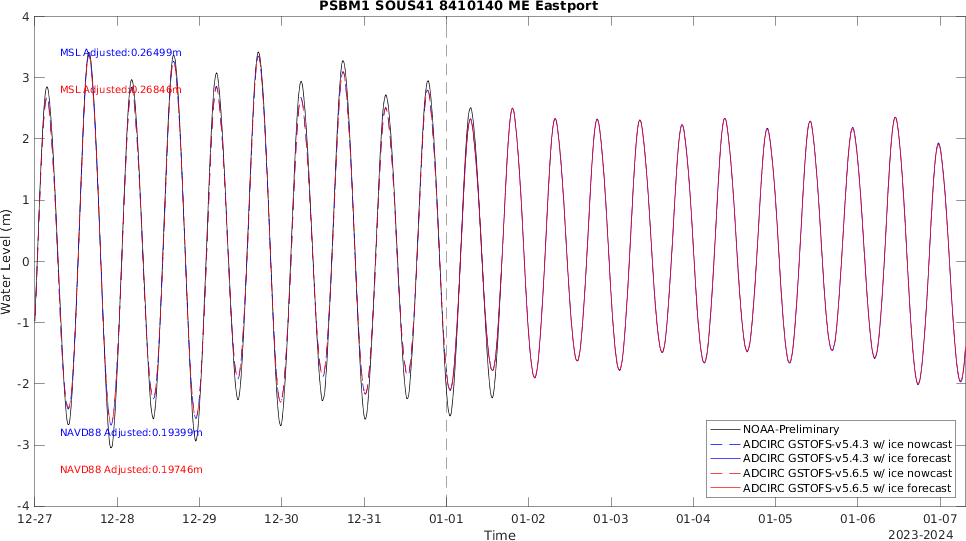 PSBM1 SOUS41 8410140 ME Eastport
4
3
2
1
0
-1
-2
-3
-4
Water Level (m)
MSL Adjusted:0.26499m
MSL Adjusted:0.26846m
NAVD88 Adjusted:0.19399m
NAVD88 Adjusted:0.19746m
NOAA-Preliminary
ADCIRC GSTOFS-v5.4.3 w/ ice nowcast
ADCIRC GSTOFS-v5.4.3 w/ ice forecast
ADCIRC GSTOFS-v5.6.5 w/ ice nowcast
ADCIRC GSTOFS-v5.6.5 w/ ice forecast
12-27 12-28 12-29 12-30 12-31 01-01 01-02 01-03 01-04 01-05 01-06 01-07
Time
2023-2024